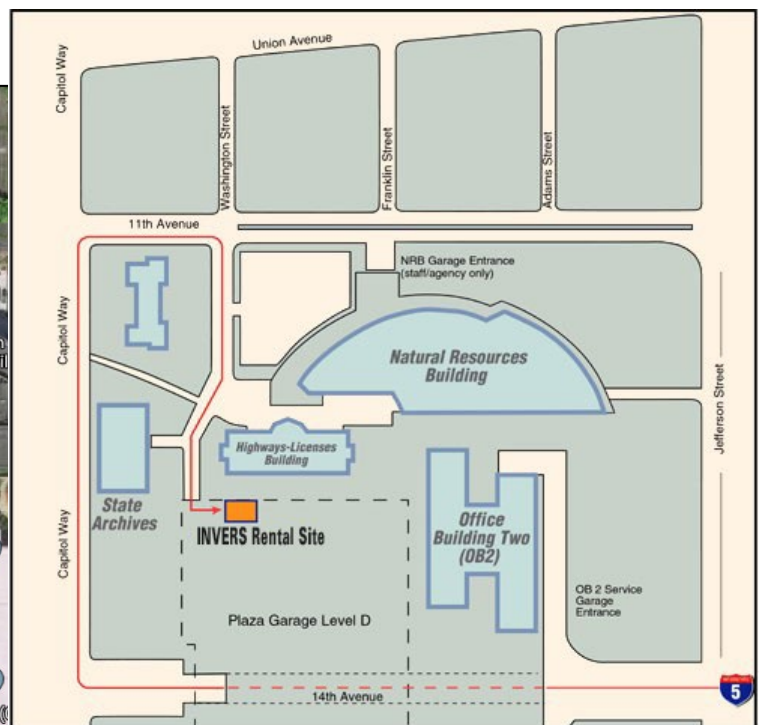 Union Avenue
Capitol Way
Washington Street
Franklin Street
Adams Street
11th Avenue
NRB Garage Entrance
(staff/agency only)
Capitol Way
Natural Resources
Building
Jefferson Street
Highways-Licenses
Building
State
Archives
INVERS Rental Site
Office
Building Two
(OB2)
Capitol Way
OB 2 Service
Garage
Entrance
Plaza Garage Level D
14th Avenue
5